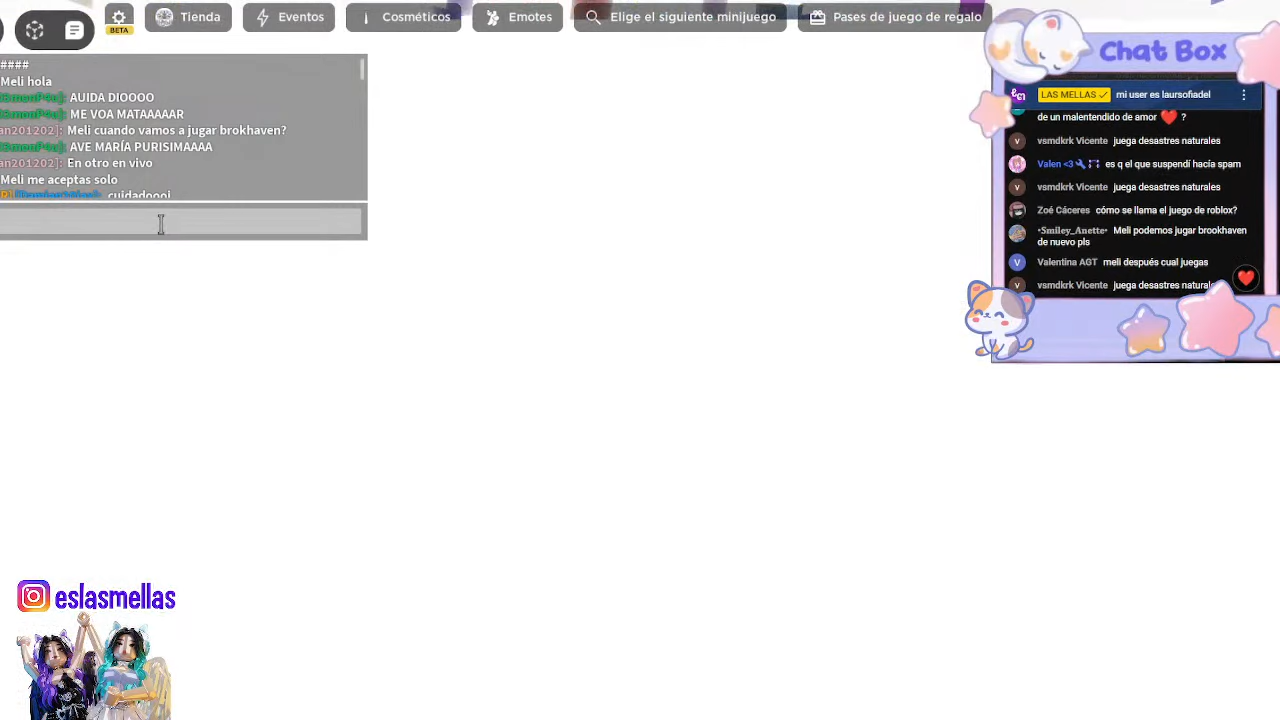 BETA
Tienda
Eventos
Cosméticos
Emotes
Elige el siguiente minijuego
Pases de juego de regalo
####
Meli hola
AUIDA DIOOOO
ME VOA MATAAAAAR
an201202]: Meli cuando vamos a jugar brokhaven?
AVE MARÍA PURISIMAAAA
an201202]: En otro en vivo
Meli me aceptas solo
cuidadoooi
Chat Box
LAS MELLAS ✓ mi user es laursofiadel
de un malentendido de amor ❤️ ?
vsmdkrk Vicente juega desastres naturales
Valen <3 es q el que suspendí hacía spam
vsmdkrk Vicente juega desastres naturales
Zoé Cáceres cómo se llama el juego de roblox?
•Smiley_Anette• Meli podemos jugar brookhaven
de nuevo pls
V Valentina AGT meli después cual juegas
vsmdkrk Vicente juega desastres naturales
eslasmellas